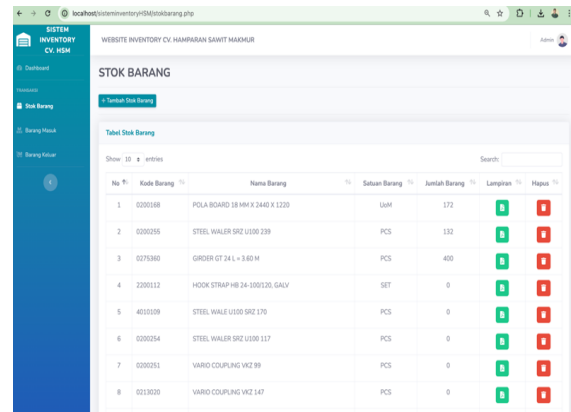 localhost/sisteminventoryHSM/stokbarang.php
SISTEM
INVENTORY
CV. HSM
WEBSITE INVENTORY CV. HAMPARAN SAWIT MAKMUR
Admin
Dashboard
TRANSAKSI
Stok Barang
Barang Masuk
Barang Keluar
STOK BARANG
+ Tambah Stok Barang
Tabel Stok Barang
Show 10 entries
Search:
No Kode Barang Nama Barang Satuan Barang Jumlah Barang Lampiran Hapus
1 0200168 POLA BOARD 18 MM X 2440 X 1220 UoM 172
2 0200255 STEEL WALER SRZ U100 239 PCS 132
3 0275360 GIRDER GT 24 L = 3.60 M PCS 400
4 2200112 HOOK STRAP HB 24-100/120, GALV SET 0
5 4010109 STEEL WALE U100 SRZ 170 PCS 0
6 0200254 STEEL WALER SRZ U100 117 PCS 0
7 0200251 VARIO COUPLING VKZ 99 PCS 0
8 0213020 VARIO COUPLING VKZ 147 PCS 0